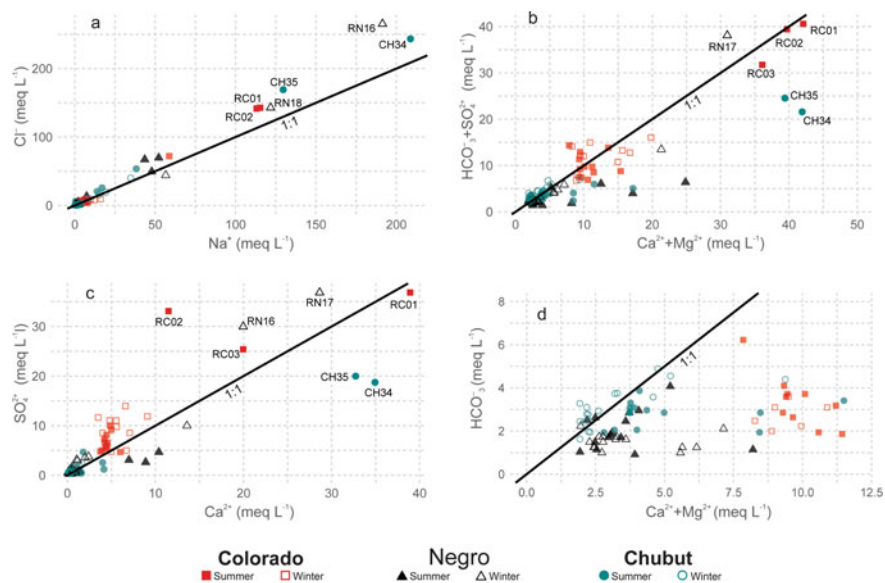 a
RN16
CH34
CH35
RC01
RN18
RC02
1:1
200
100
0
Cl⁻ (meq L⁻¹)
0
50
100
150
200
Na⁺ (meq L⁻¹)
b
RN17
RC01
RC02
RC03
CH35
CH34
1:1
40
30
20
10
0
HCO⁻₃+SO₄²⁺ (meq L⁻¹)
0
10
20
30
40
50
Ca²⁺+Mg²⁺ (meq L⁻¹)
c
RC02
RN16
RN17
RC01
RC03
CH35
CH34
1:1
30
20
10
0
SO₄²⁺ (meq L⁻¹l)
0
10
20
30
40
Ca²⁺ (meq L⁻¹)
d
1:1
8
6
4
2
0
HCO⁻₃ (meq L⁻¹)
0.0
2.5
5.0
7.5
10.0
12.5
Ca²⁺+Mg²⁺ (meq L⁻¹)
Colorado Negro Chubut
Summer Winter Summer Winter Summer Winter